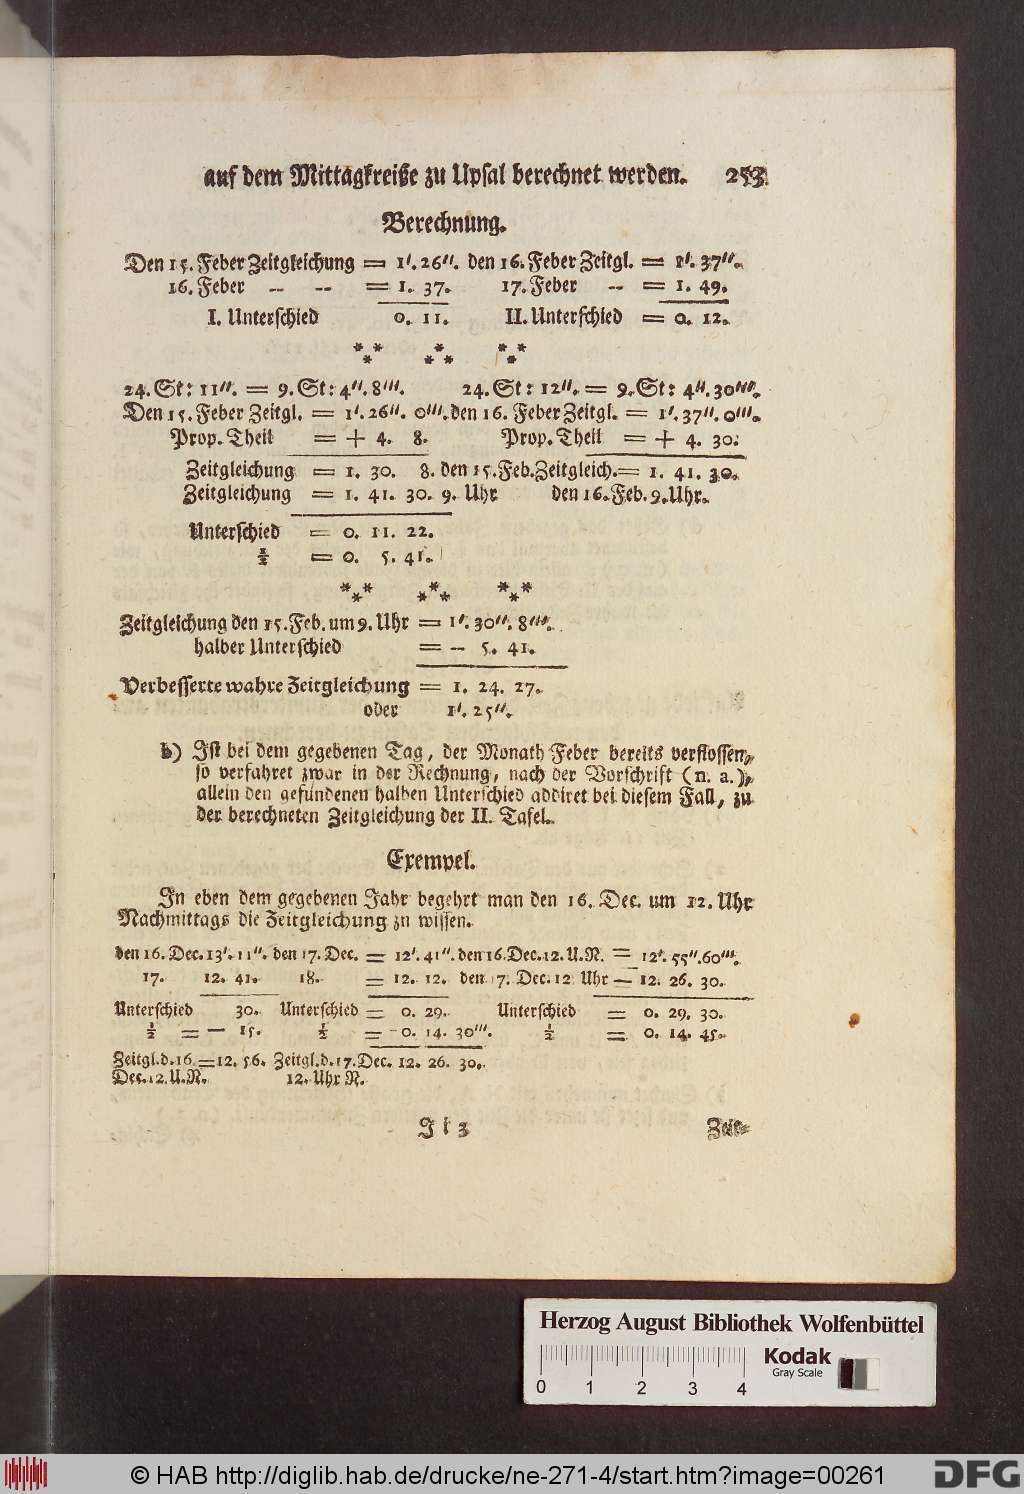 auf dem Mittagkreiße zu Upsal berechnet werden. 253
Berechnung.
Den 15. Feber Zeitgleichung = 1'. 26''. den 16. Feber Zeitgl. = 1'. 37''.
16. Feber -- -- = 1. 37. 17. Feber -- = 1. 49.
I. Unterschied 0. 11. II. Unterschied = 0. 12.
* * * * * * * * *
24. St: 11''. = 9. St: 4''. 8'''. 24. St: 12''. = 9. St: 4''. 30'''.
Den 15. Feber Zeitgl. = 1'. 26''. 0'''. den 16. Feber Zeitgl. = 1'. 37''. 0'''.
Prop. Theil = + 4. 8. Prop. Theil = + 4. 30.
Zeitgleichung = 1. 30. 8. den 15. Feb. Zeitgleich. = 1. 41. 30.
Zeitgleichung = 1. 41. 30. 9. Uhr den 16. Feb. 9. Uhr.
Unterschied = 0. 11. 22.
1/2 = 0. 5. 41.
* * * * * * * * *
Zeitgleichung den 15. Feb. um 9. Uhr = 1'. 30''. 8'''.
halber Unterschied = - 5. 41.
Verbesserte wahre Zeitgleichung = 1. 24. 27.
oder 1'. 25''.
b) Ist bei dem gegebenen Tag, der Monath Feber bereits verflossen,
so verfahret zwar in der Rechnung, nach der Vorschrift (n. a.),
allein den gefundenen halben Unterschied addiret bei diesem Fall, zu
der berechneten Zeitgleichung der II. Tafel.
Exempel.
In eben dem gegebenen Jahr begehrt man den 16. Dec. um 12. Uhr
Nachmittags die Zeitgleichung zu wissen.
den 16. Dec. 13'. 11''. den 17. Dec. = 12'. 41''. den 16. Dec. 12. U. N. = 12'. 55''. 60'''.
17. 12. 41. 18. = 12. 12. den 17. Dec. 12 Uhr = 12. 26. 30.
Unterschied 30. Unterschied = 0. 29. Unterschied = 0. 29. 30.
1/2 = - 15. 1/2 = - 0. 14. 30'''. 1/2 = 0. 14. 45.
Zeitgl. d. 16. = 12. 56. Zeitgl. d. 17. Dec. 12. 26. 30.
Dec. 12. U. N. 12. Uhr N.
I i 3 Zeit-
Herzog August Bibliothek Wolfenbüttel
Kodak
Gray Scale
0 1 2 3 4
© HAB http://diglib.hab.de/drucke/ne-271-4/start.htm?image=00261
DFG